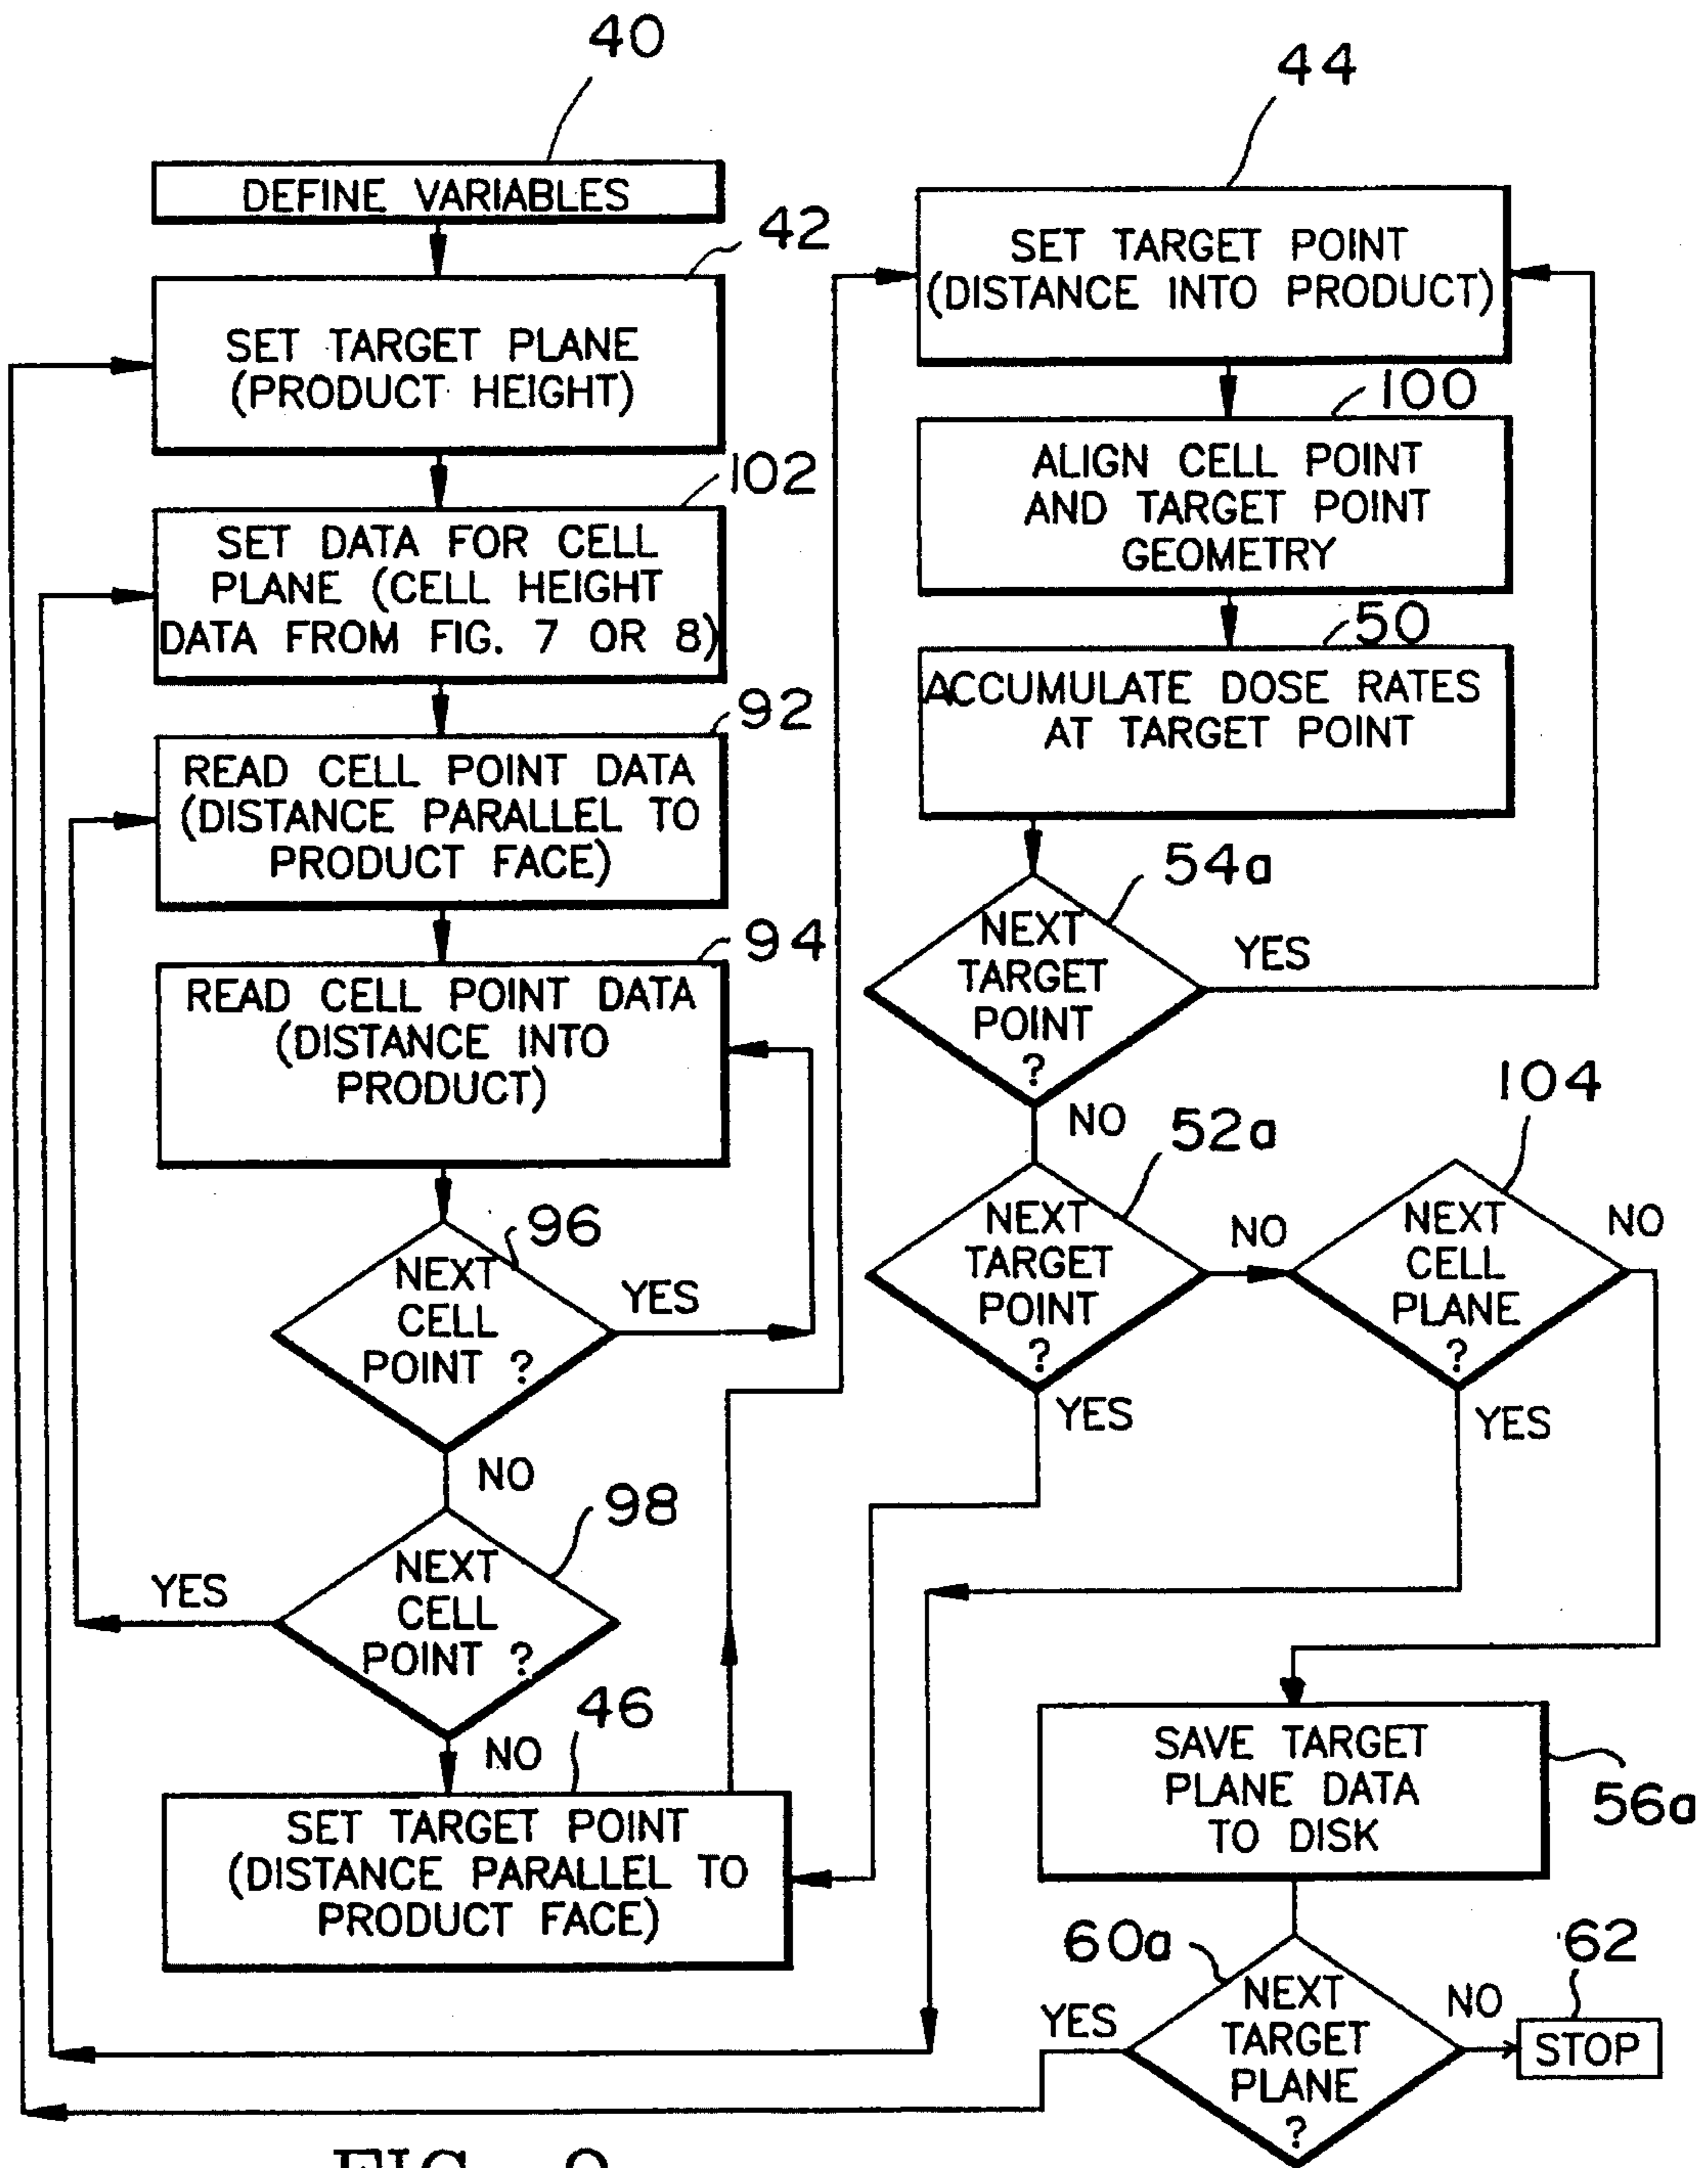 40
DEFINE VARIABLES
42
SET TARGET PLANE
(PRODUCT HEIGHT)
102
SET DATA FOR CELL
PLANE (CELL HEIGHT
DATA FROM FIG. 7 OR 8)
92
READ CELL POINT DATA
(DISTANCE PARALLEL TO
PRODUCT FACE)
94
READ CELL POINT DATA
(DISTANCE INTO
PRODUCT)
96
NEXT
CELL
POINT ?
YES
NO
98
NEXT
CELL
POINT ?
YES
NO
46
SET TARGET POINT
(DISTANCE PARALLEL TO
PRODUCT FACE)
44
SET TARGET POINT
(DISTANCE INTO PRODUCT)
100
ALIGN CELL POINT
AND TARGET POINT
GEOMETRY
50
ACCUMULATE DOSE RATES
AT TARGET POINT
54a
NEXT
TARGET
POINT
?
YES
NO
52a
NEXT
TARGET
POINT
?
NO
YES
104
NEXT
CELL
PLANE
?
NO
YES
SAVE TARGET
PLANE DATA
TO DISK
56a
60a
NEXT
TARGET
PLANE
?
YES
NO
62
STOP